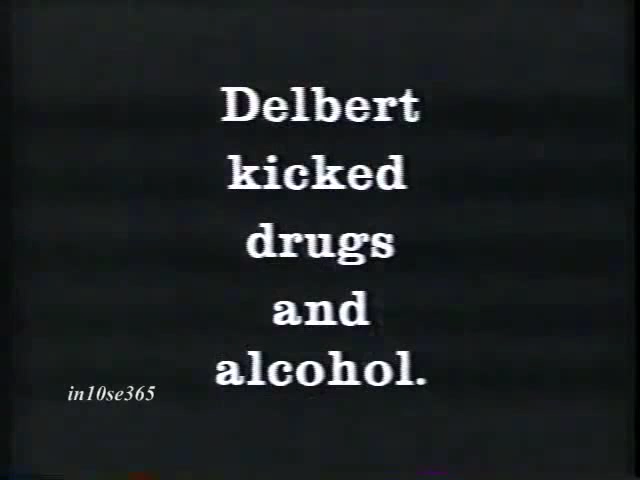 Delbert
kicked
drugs
and
alcohol.
in10se365